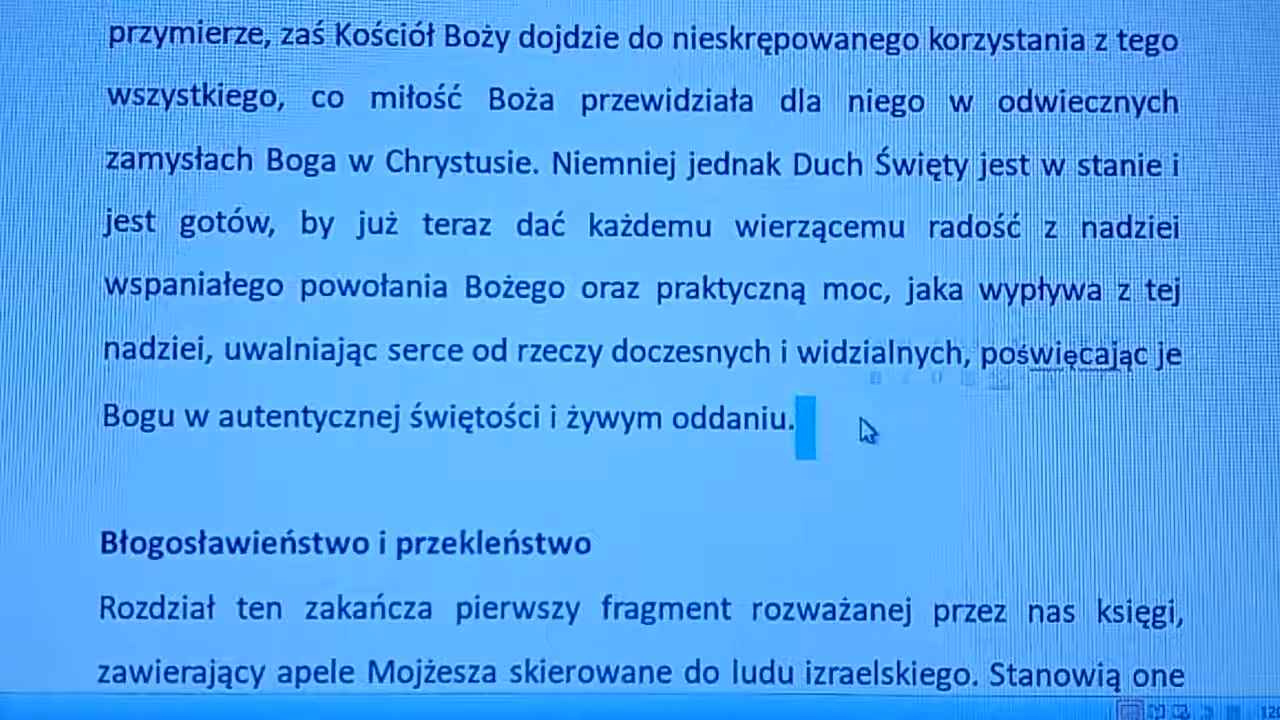 przymierze, zaś Kościół Boży dojdzie do nieskrępowanego korzystania z tego
wszystkiego, co miłość Boża przewidziała dla niego w odwiecznych
zamysłach Boga w Chrystusie. Niemniej jednak Duch Święty jest w stanie i
jest gotów, by już teraz dać każdemu wierzącemu radość z nadziei
wspaniałego powołania Bożego oraz praktyczną moc, jaka wypływa z tej
nadziei, uwalniając serce od rzeczy doczesnych i widzialnych, poświęcając je
Bogu w autentycznej świętości i żywym oddaniu.
Błogosławieństwo i przekleństwo
Rozdział ten zakańcza pierwszy fragment rozważanej przez nas księgi,
zawierający apele Mojżesza skierowane do ludu izraelskiego. Stanowią one